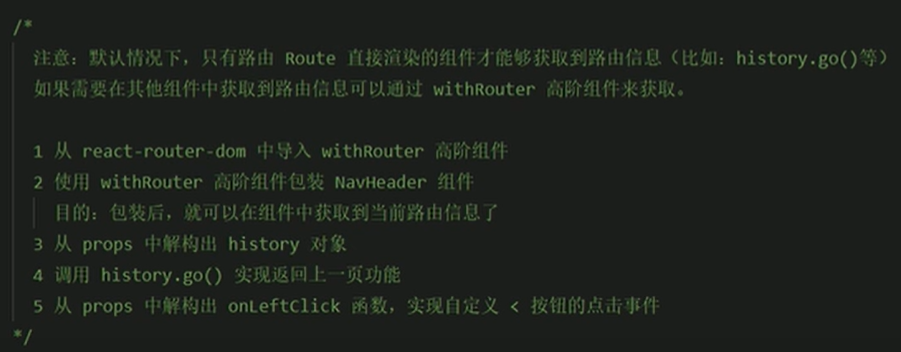 /*
注意：默认情况下，只有路由 Route 直接渲染的组件才能够获取到路由信息（比如：history.go()等）
如果需要在其他组件中获取到路由信息可以通过 withRouter 高阶组件来获取。
1 从 react-router-dom 中导入 withRouter 高阶组件
2 使用 withRouter 高阶组件包装 NavHeader 组件
目的：包装后，就可以在组件中获取到当前路由信息了
3 从 props 中解构出 history 对象
4 调用 history.go() 实现返回上一页功能
5 从 props 中解构出 onLeftClick 函数，实现自定义 < 按钮的点击事件
*/